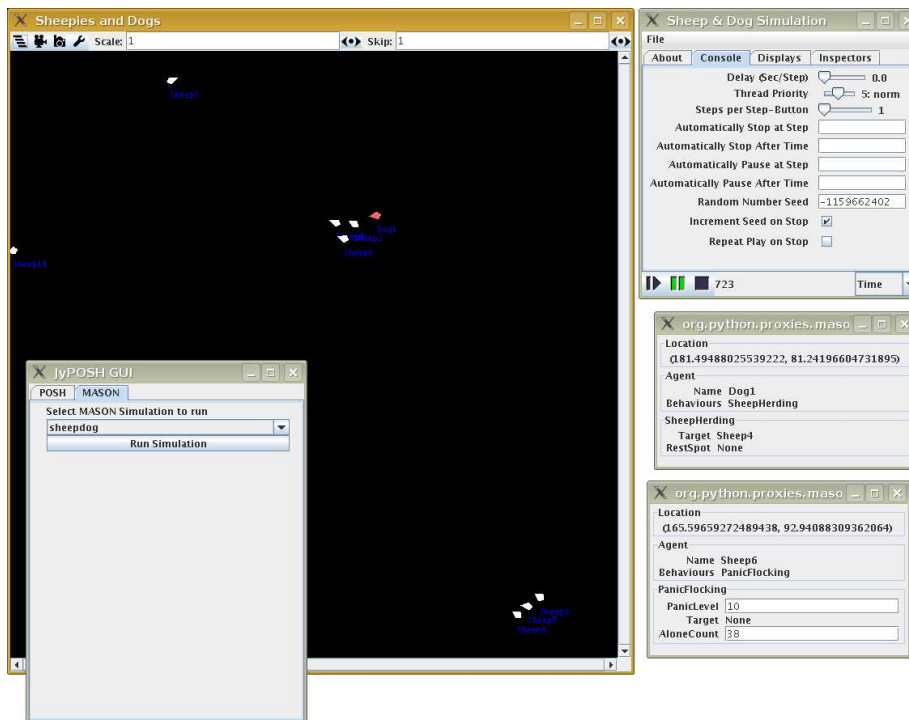 Sheepies and Dogs
Scale: 1 Skip: 1
Sheep7
Dog1
Sheep6
JyPOSH GUI
POSH MASON
Select MASON Simulation to run
sheepdog
Run Simulation
Sheep & Dog Simulation
File
About Console Displays Inspectors
Delay (Sec/Step) 0.0
Thread Priority 5: norm
Steps per Step-Button 1
Automatically Stop at Step
Automatically Stop After Time
Automatically Pause at Step
Automatically Pause After Time
Random Number Seed -1159662402
Increment Seed on Stop
Repeat Play on Stop
723 Time
org.python.proxies.maso
Location
(181.49488025539222, 81.24196604731895)
Agent
Name Dog1
Behaviours SheepHerding
SheepHerding
Target Sheep4
RestSpot None
org.python.proxies.maso
Location
(165.59659272489438, 92.94088309362064)
Agent
Name Sheep6
Behaviours PanicFlocking
PanicFlocking
PanicLevel 10
Target None
AloneCount 38